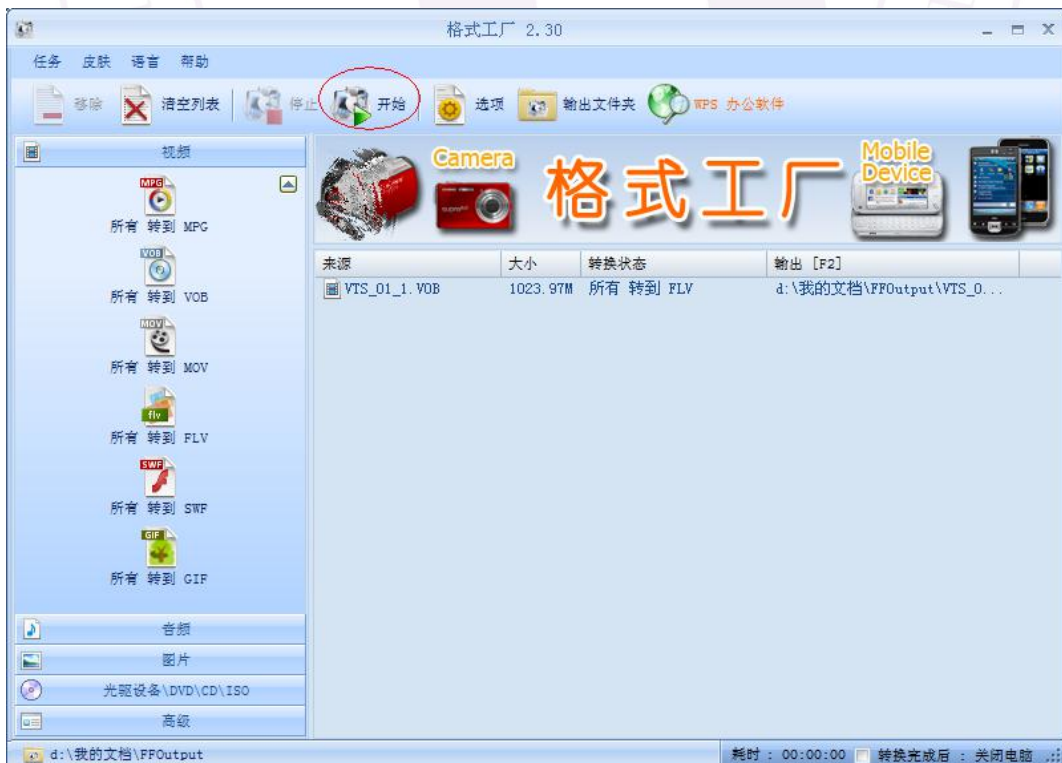 格式工厂 2.30
任务 皮肤 语言 帮助
移除 清空列表 停止 开始 选项 输出文件夹 WPS 办公软件
视频
MPG
所有 转到 MPG
VOB
所有 转到 VOB
MOV
所有 转到 MOV
flv
所有 转到 FLV
SWF
所有 转到 SWF
GIF
所有 转到 GIF
音频
图片
光驱设备\DVD\CD\ISO
高级
Camera
格式工厂
Mobile
Device
来源 大小 转换状态 输出 [F2]
VTS_01_1.VOB 1023.97M 所有 转到 FLV d:\我的文档\FFOutput\VTS_0...
d:\我的文档\FFOutput
耗时 : 00:00:00 转换完成后 : 关闭电脑